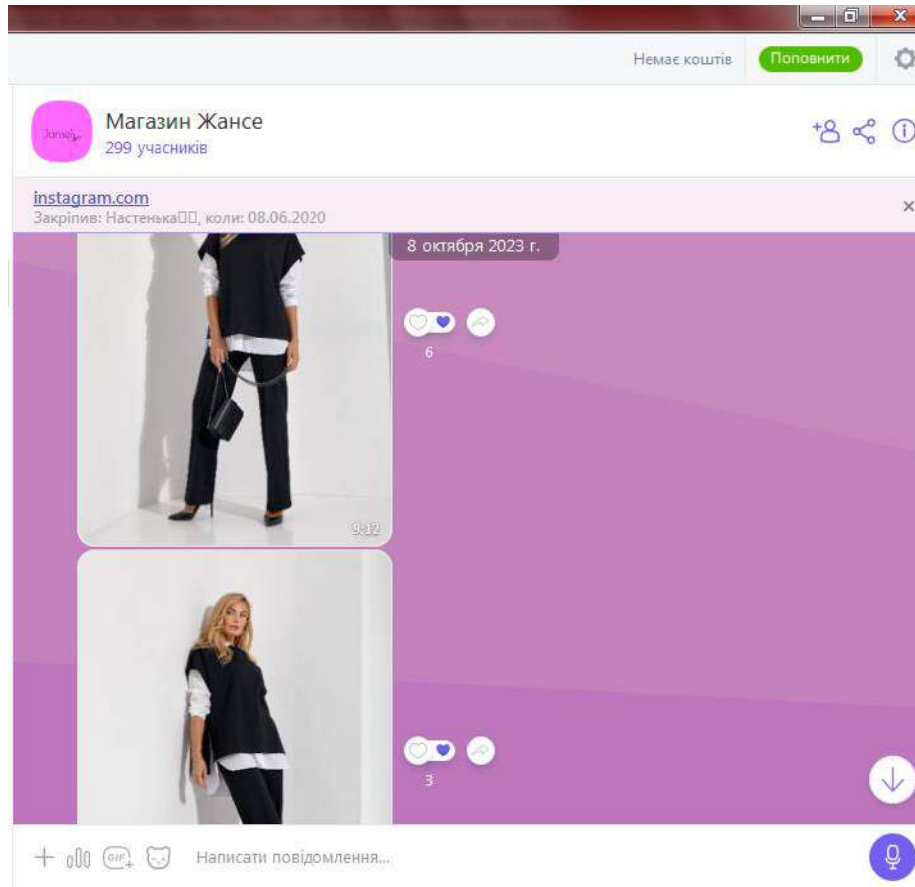 Немає коштів
Поповнити
Магазин Жансе
299 учасників
instagram.com
Закріпив: Настенька▯▯, коли: 08.06.2020
8 октября 2023 г.
6
9:12
3
GIF
Написати повідомлення...